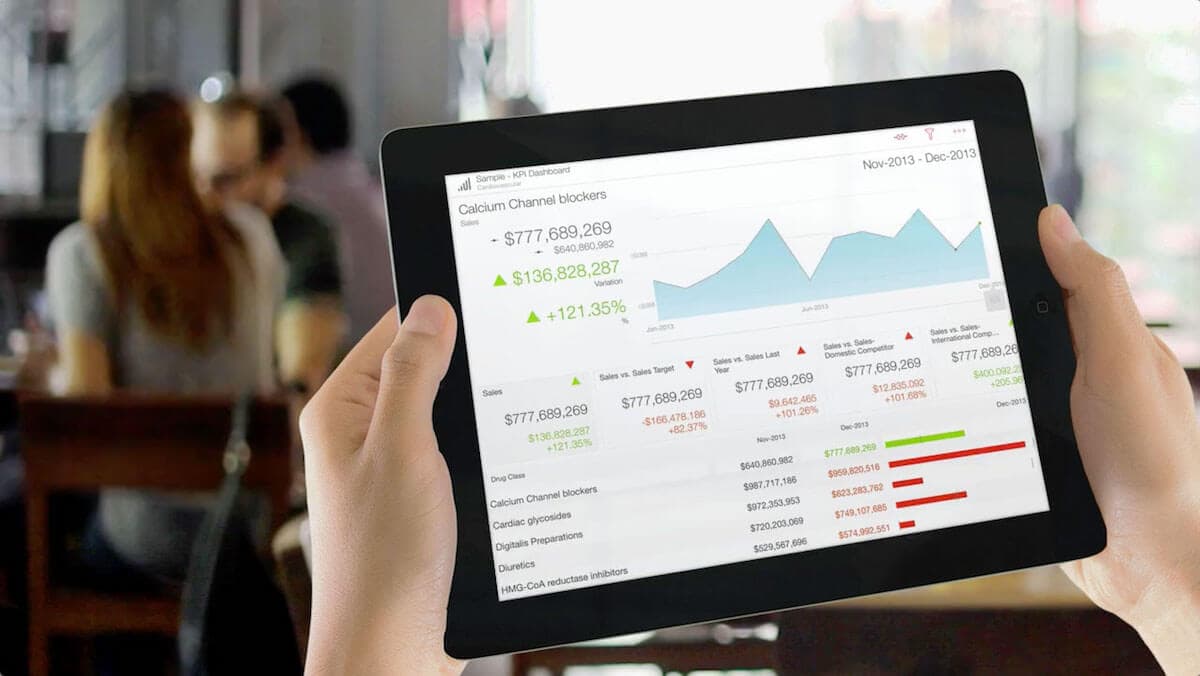 Sample - KPI Dashboard
Cardiovascular
Nov-2013 - Dec-2013
Calcium Channel blockers
Sales
$777,689,269
$640,860,982
$136,828,287
Variation
+121.35%
%
Jan-2013
Jun-2013
Sales
$777,689,269
$136,828,287
+121.35%
Sales vs. Sales Target
$777,689,269
-$166,478,186
+82.37%
Sales vs. Sales Last
Year
$777,689,269
$9,642,465
+101.26%
Sales vs. Sales-
Domestic Competitor
$777,689,269
$12,835,092
+101.68%
Sales vs. Sales-
International Comp...
$777,689,26
$400,092,2
+205.96
Drug Class
Nov-2013
Dec-2013
Dec-2013
Calcium Channel blockers
$640,860,982
$777,689,269
Cardiac glycosides
$987,717,186
$959,820,516
Digitalis Preparations
$972,353,953
$623,283,762
Diuretics
$720,203,069
$749,107,685
HMG-CoA reductase inhibitors
$529,567,696
$574,992,551